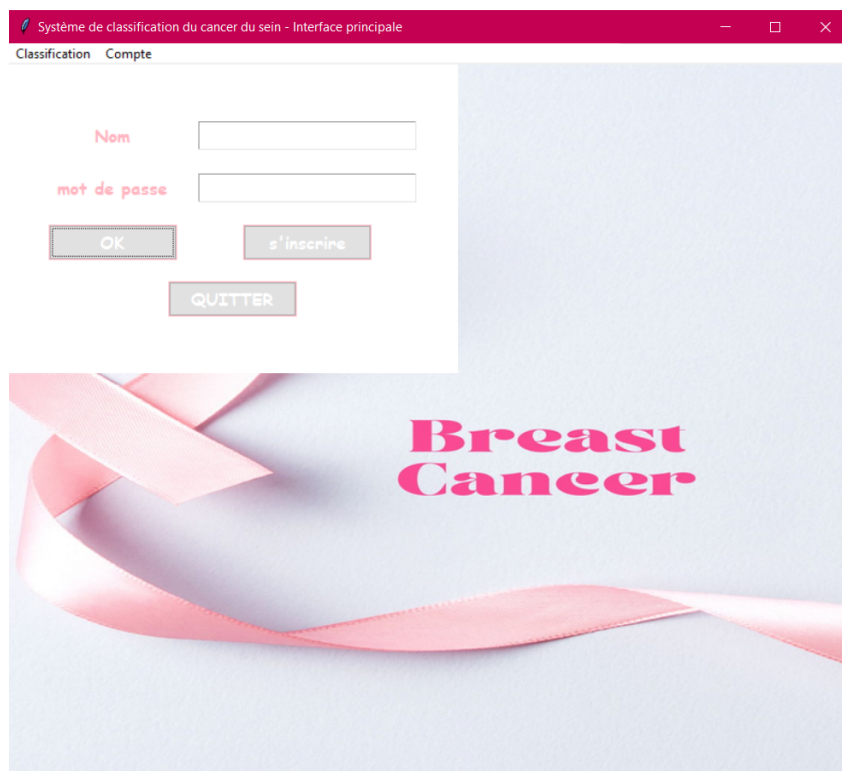 Système de classification du cancer du sein - Interface principale
Classification Compte
Nom
mot de passe
OK s'inscrire
QUITTER
Breast
Cancer